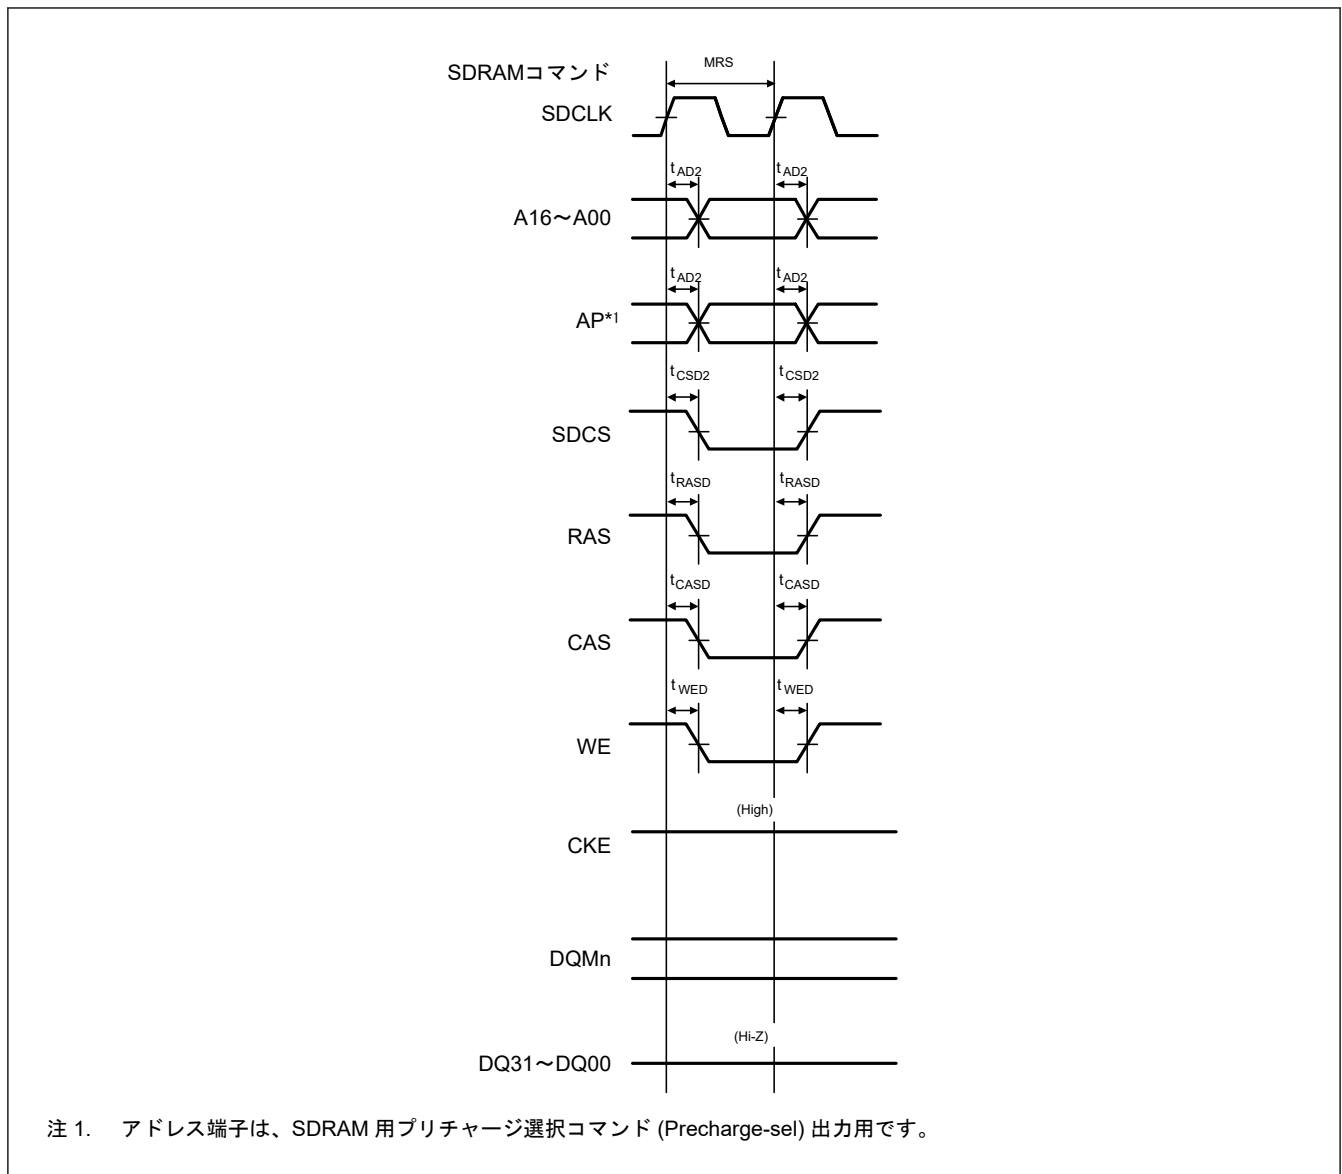 SDRAMコマンド
MRS
SDCLK
tAD2 tAD2
A16～A00
tAD2 tAD2
AP*1
tCSD2 tCSD2
SDCS
tRASD tRASD
RAS
tCASD tCASD
CAS
tWED tWED
WE
(High)
CKE
DQMn
(Hi-Z)
DQ31～DQ00
注 1. アドレス端子は、SDRAM 用プリチャージ選択コマンド (Precharge-sel) 出力用です。